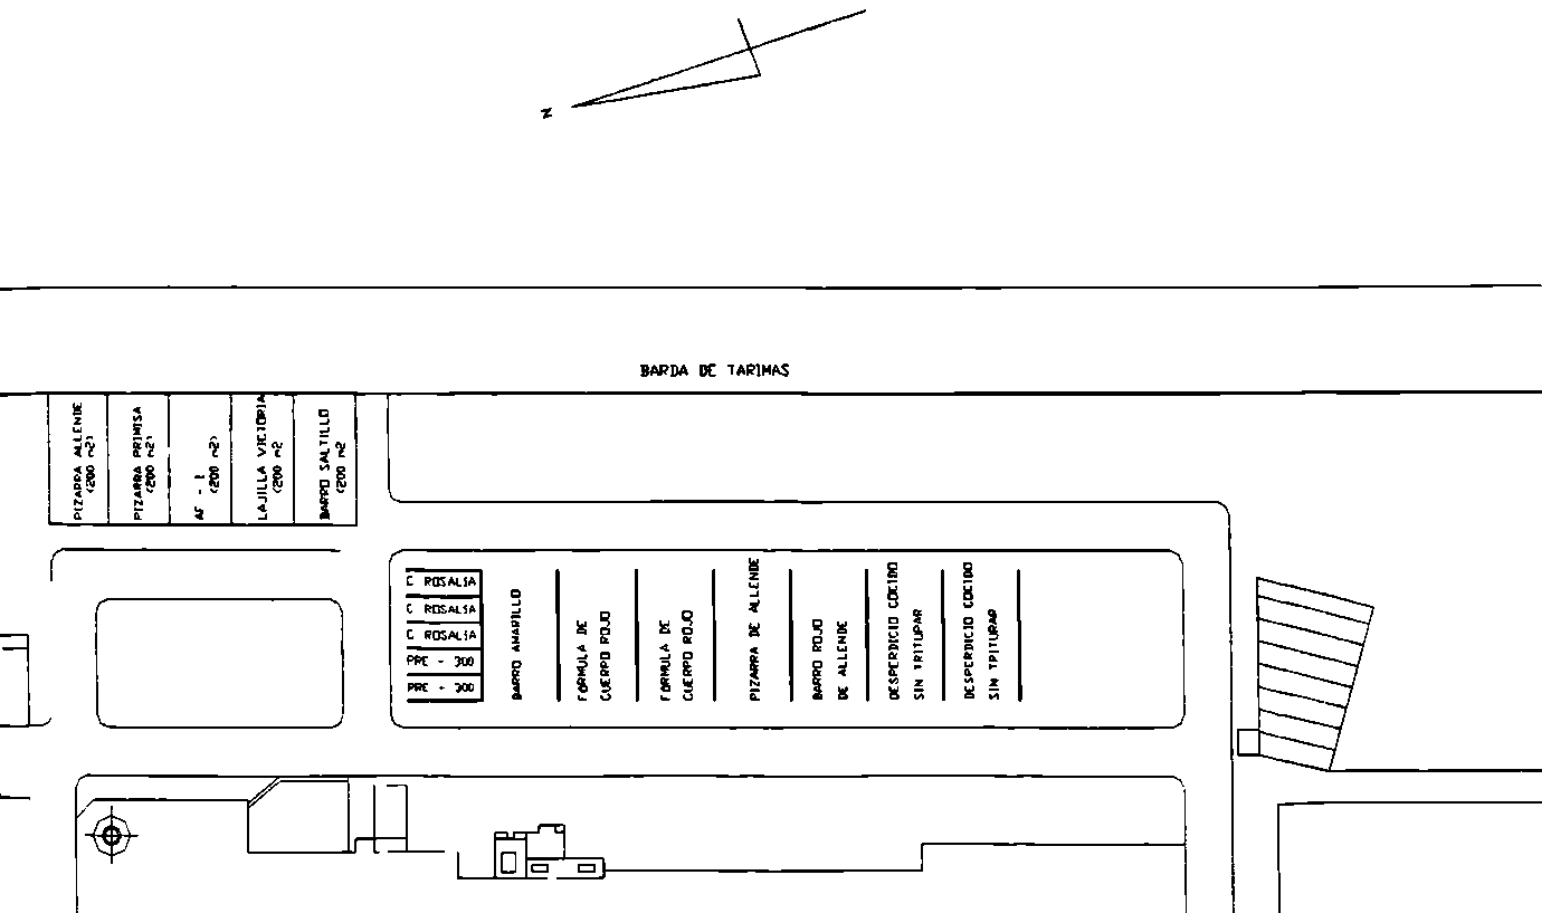 N
BARDA DE TARIMAS
PIZARRA ALLENDE
(200 m2)
PIZARRA PRIMISA
(200 m2)
AF - 1
(200 m2)
LAJILLA VICTORIA
(200 m2
BARRO SALTILLO
(200 m2
C ROSALIA
C ROSALIA
C ROSALIA
PRE - 300
PRE - 300
BARRO AMARILLO
FORMULA DE
CUERPO ROJO
FORMULA DE
CUERPO ROJO
PIZARRA DE ALLENDE
BARRO ROJO
DE ALLENDE
DESPERDICIO COCIDO
SIN TRITURAR
DESPERDICIO COCIDO
SIN TRITURAR